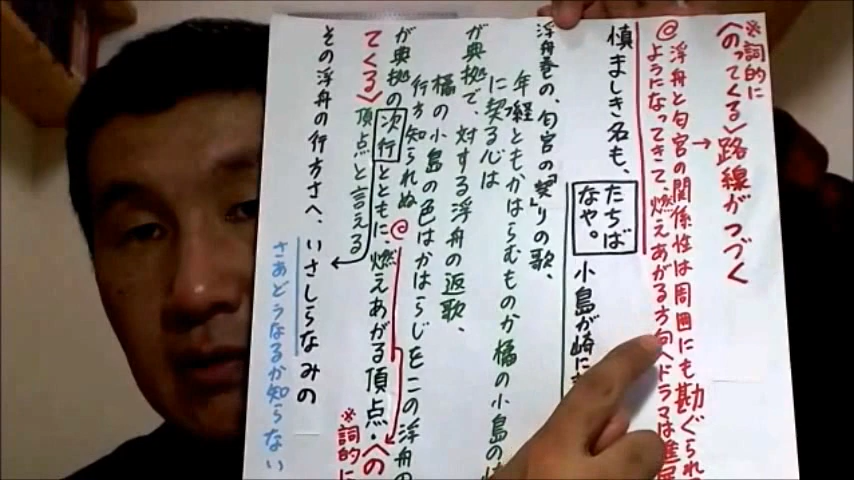 ※詞的に
〈のってくる〉路線がつづく
@浮舟と匂宮の関係性は周囲にも勘ぐられ
ようになってきて、燃えあがる方向へドラマは進展
慎ましき名も、たちば
なや。小島が崎に
浮舟巻の、匂宮の「契」りの歌、
年経ともかはらむものか橘の小島の
に契る心は
が典拠で、対する浮舟の返歌、
橘の小島の色はかはらじをこの浮舟の
行方知られぬ@
が典拠の次行とともに、燃えあがる頂点・〈の
てくる〉頂点と言える ※詞的に
その浮舟の行方さへ、いさしらなみの
さあどうなるか知らない